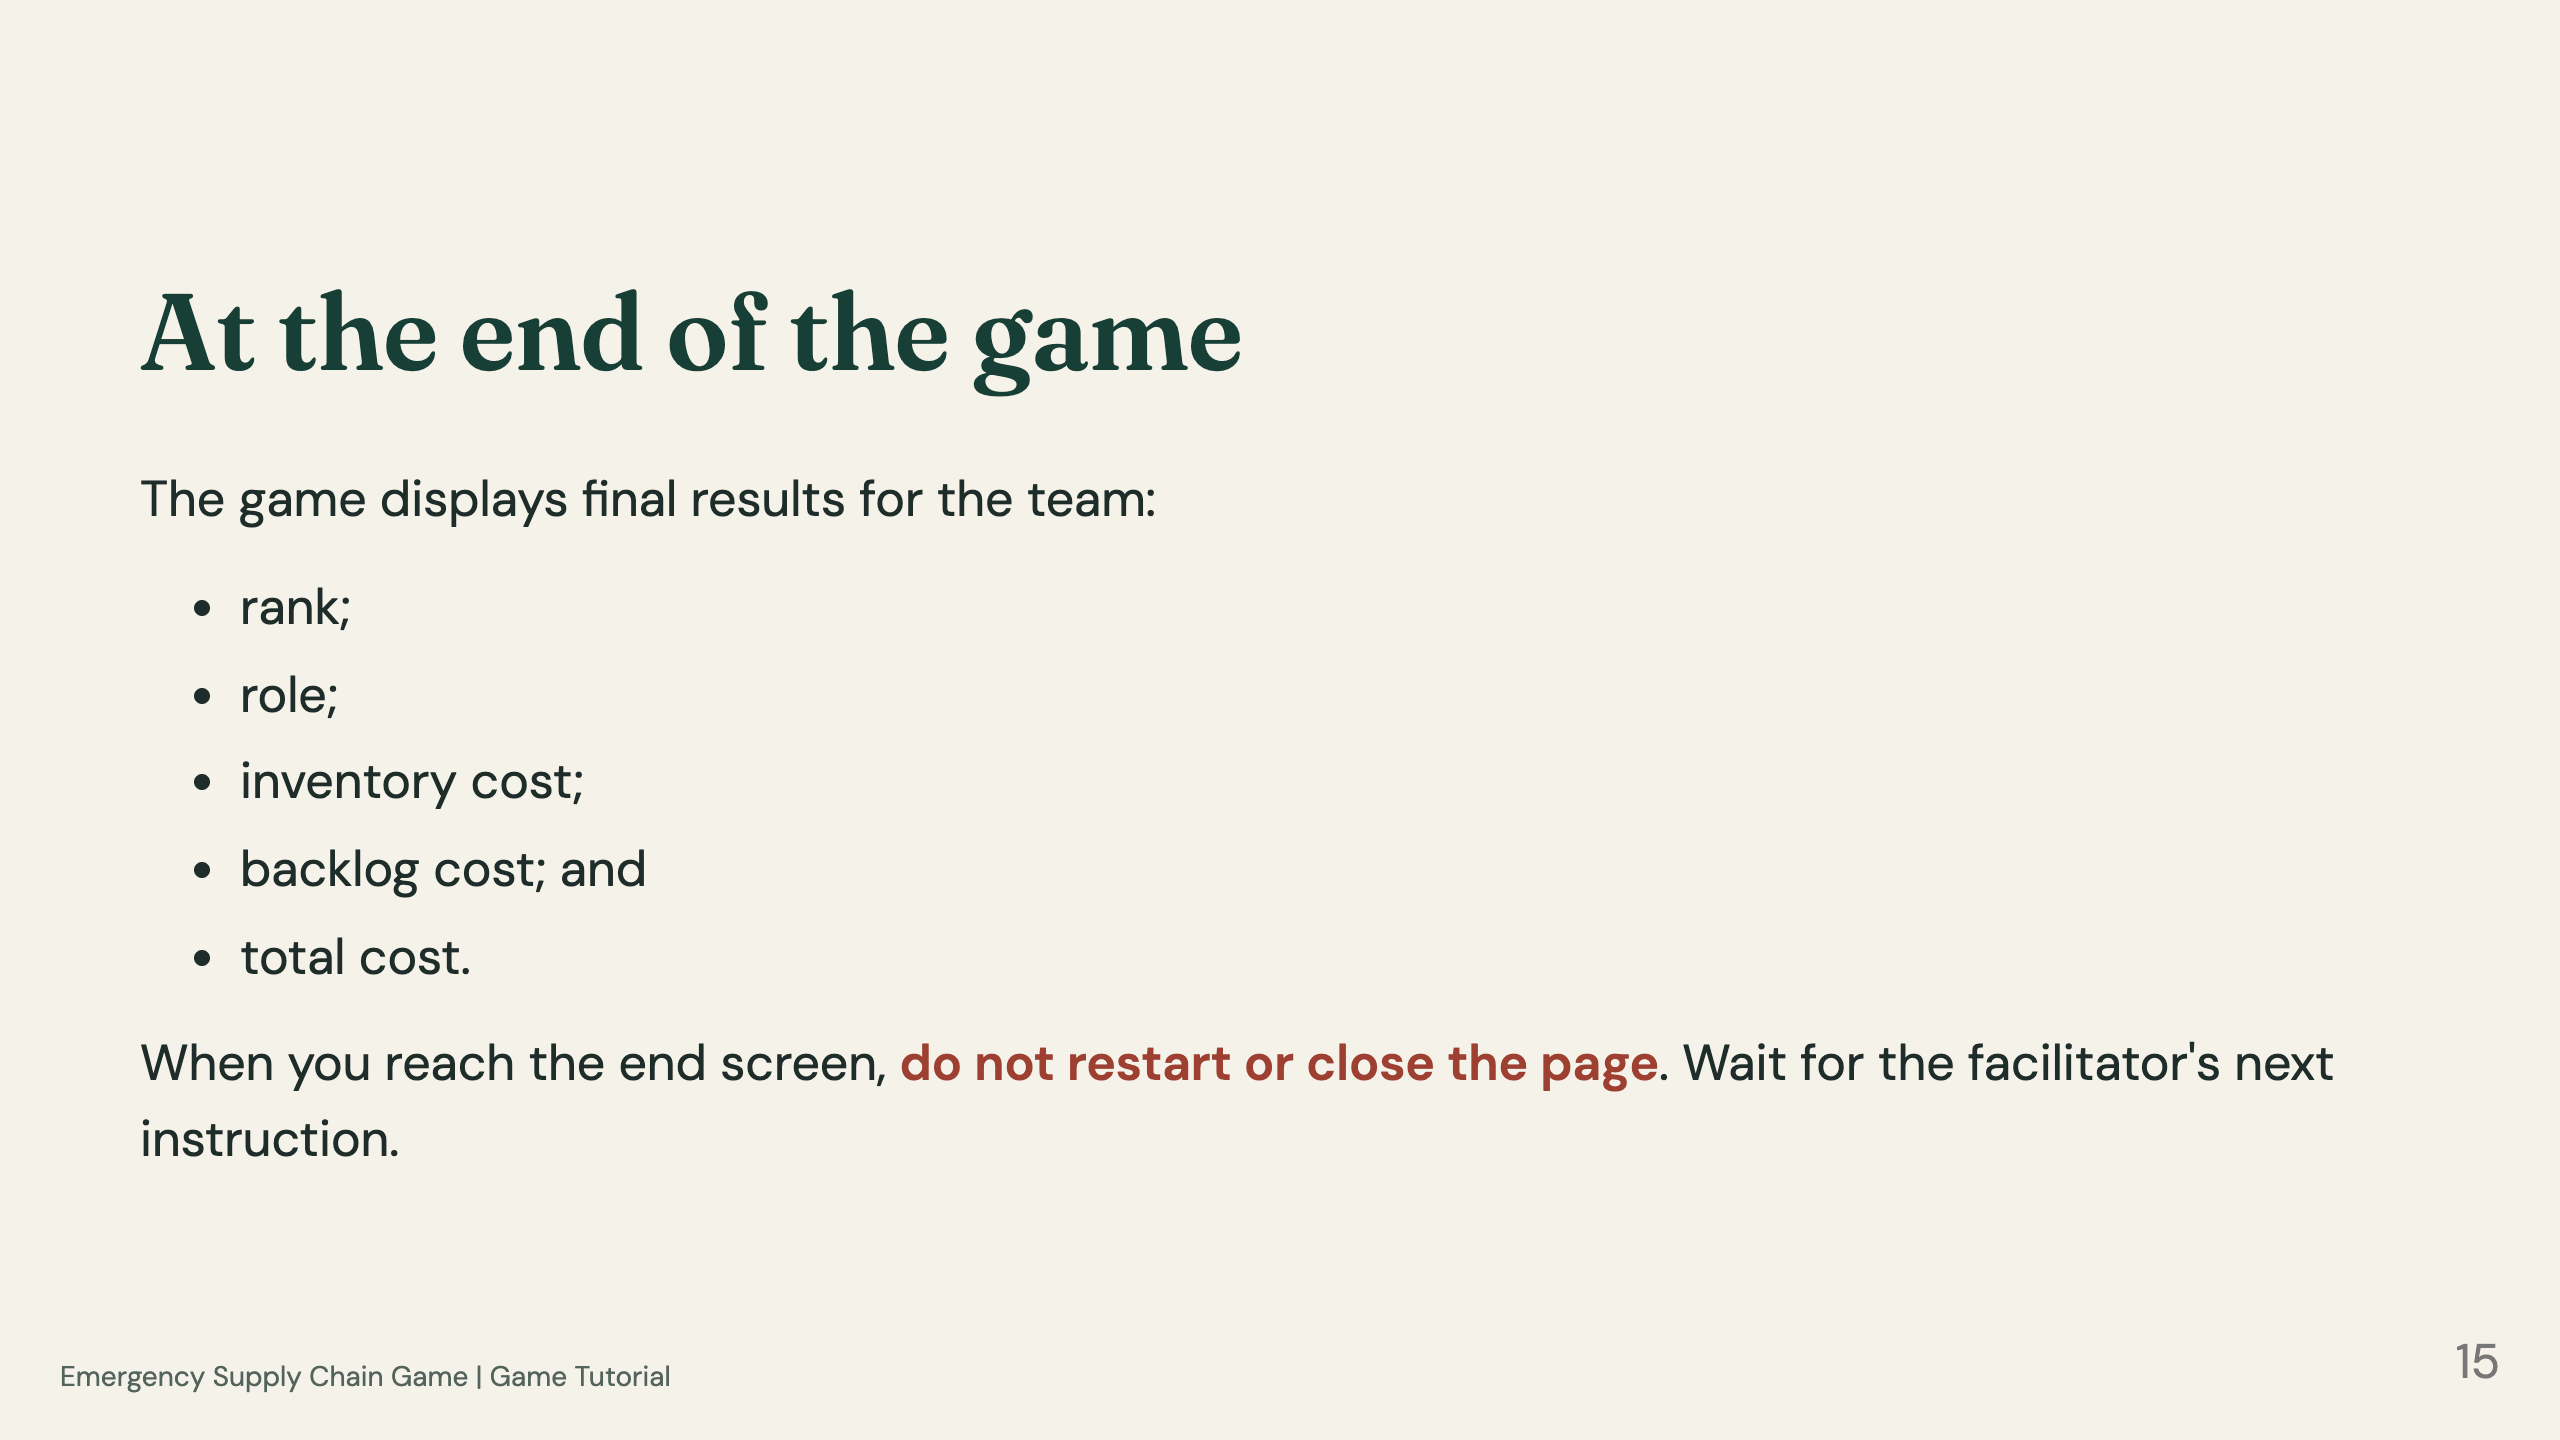 At the end of the game
The game displays final results for the team:
• rank;
• role;
• inventory cost;
• backlog cost; and
• total cost.
When you reach the end screen, do not restart or close the page. Wait for the facilitator's next
instruction.
Emergency Supply Chain Game | Game Tutorial
15